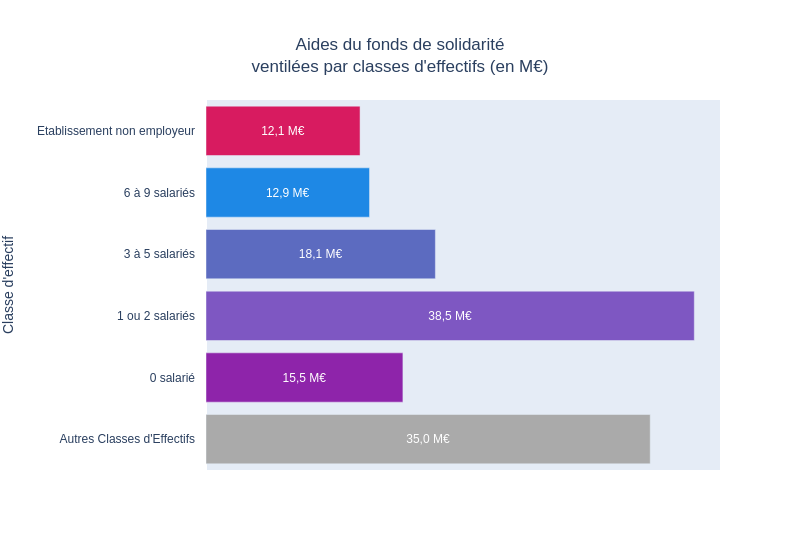 Aides du fonds de solidarité
ventilées par classes d'effectifs (en M€)
Classe d'effectif
Etablissement non employeur
12,1 M€
6 à 9 salariés
12,9 M€
3 à 5 salariés
18,1 M€
1 ou 2 salariés
38,5 M€
0 salarié
15,5 M€
Autres Classes d'Effectifs
35,0 M€